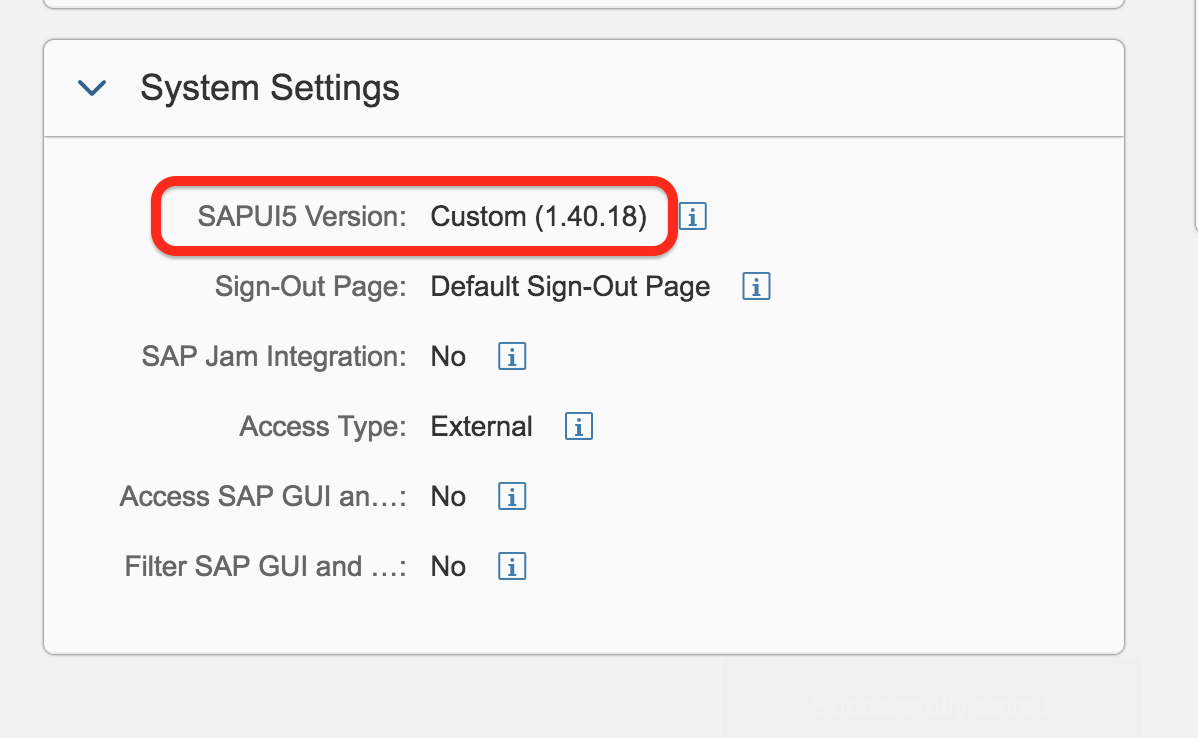 System Settings
SAPUI5 Version: Custom (1.40.18)
Sign-Out Page: Default Sign-Out Page
SAP Jam Integration: No
Access Type: External
Access SAP GUI an...: No
Filter SAP GUI and ...: No
Successfully saved